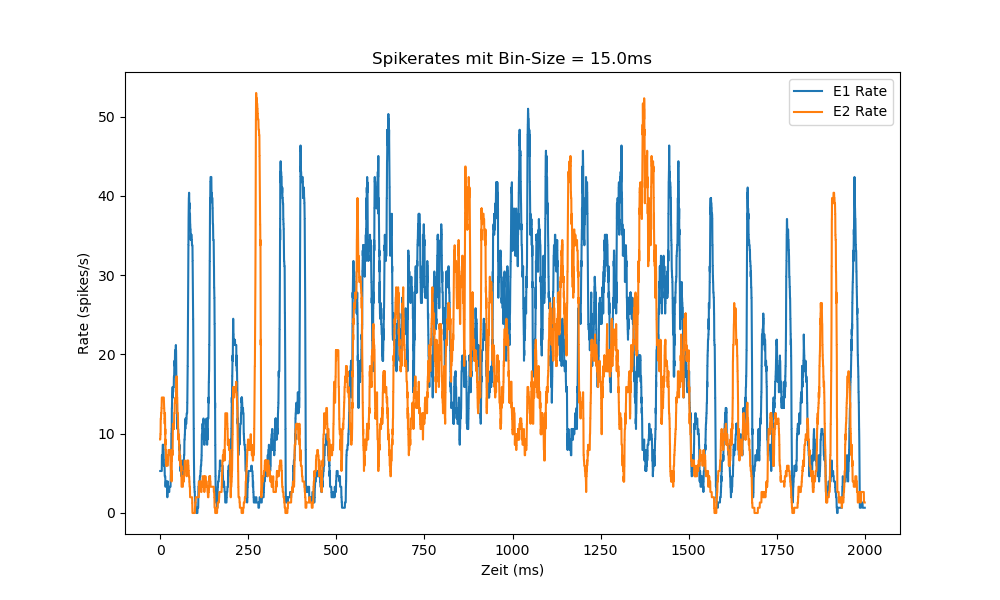 Spikerates mit Bin-Size = 15.0ms
E1 Rate
E2 Rate
50
40
30
20
10
0
Rate (spikes/s)
0 250 500 750 1000 1250 1500 1750 2000
Zeit (ms)